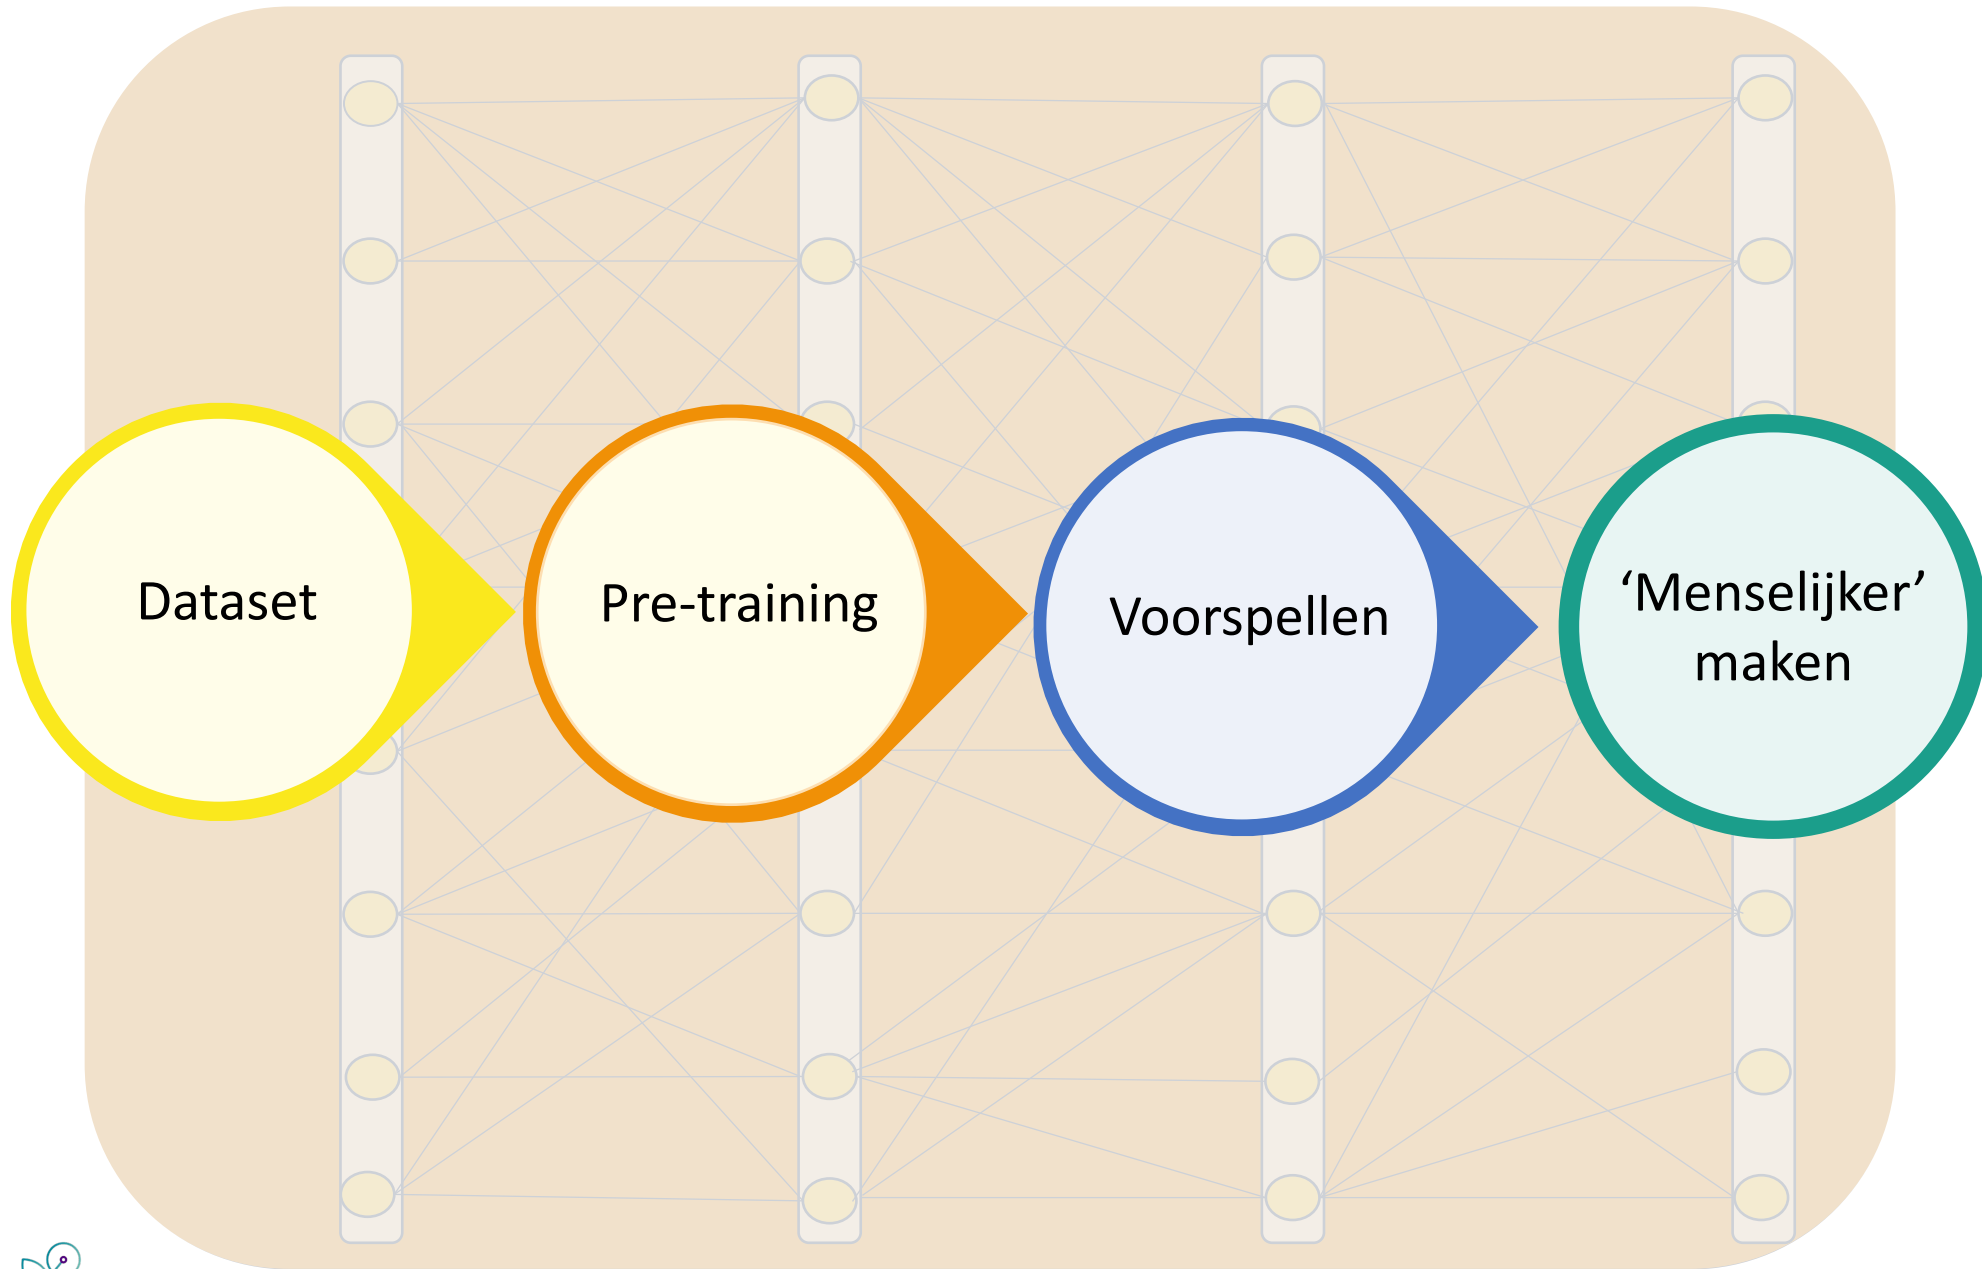 Dataset
Pre-training
Voorspellen
‘Menselijker’
maken